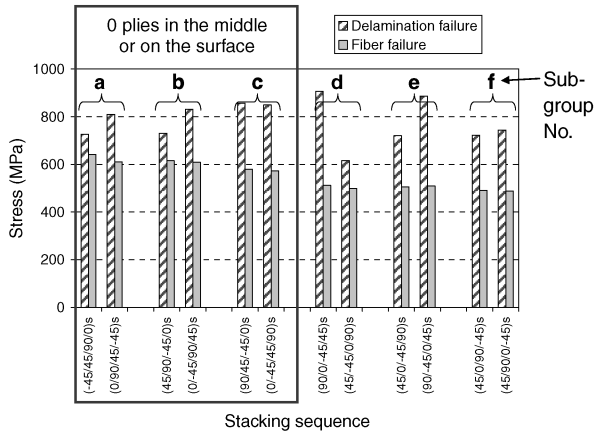 0 plies in the middle
or on the surface
Delamination failure
Fiber failure
a
b
c
d
e
f
Sub-
group
No.
1000
800
600
400
200
0
Stress (MPa)
(-45/45/90/0)s
(0/90/45/-45)s
(45/90/-45/0)s
(0/-45/90/45)s
(90/45/-45/0)s
(0/-45/45/90)s
(90/0/-45/45)s
(45/-45/0/90)s
(45/0/-45/90)s
(90/-45/0/45)s
(45/0/90/-45)s
(45/90/0/-45)s
Stacking sequence